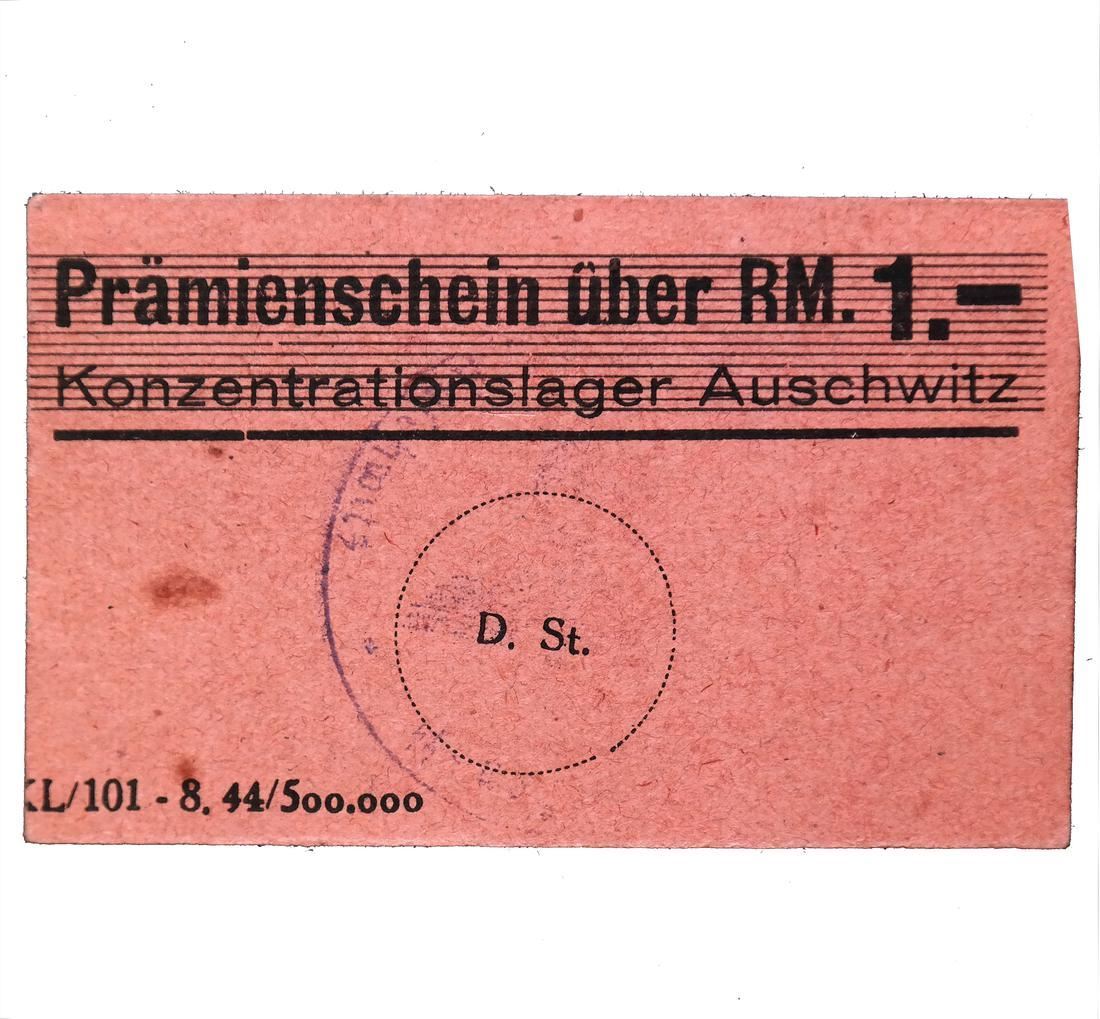 Prämienschein über RM. 1.-
Konzentrationslager Auschwitz
D. St.
KL/101 - 8. 44/500.000